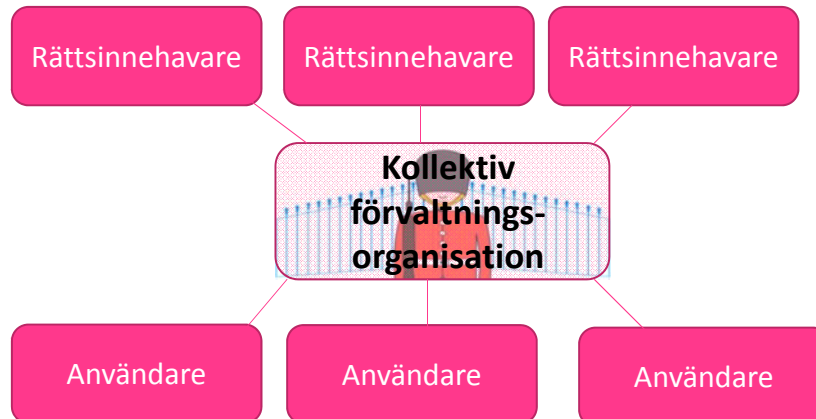 Rättsinnehavare
Rättsinnehavare
Rättsinnehavare
Kollektiv
förvaltnings-
organisation
Användare
Användare
Användare